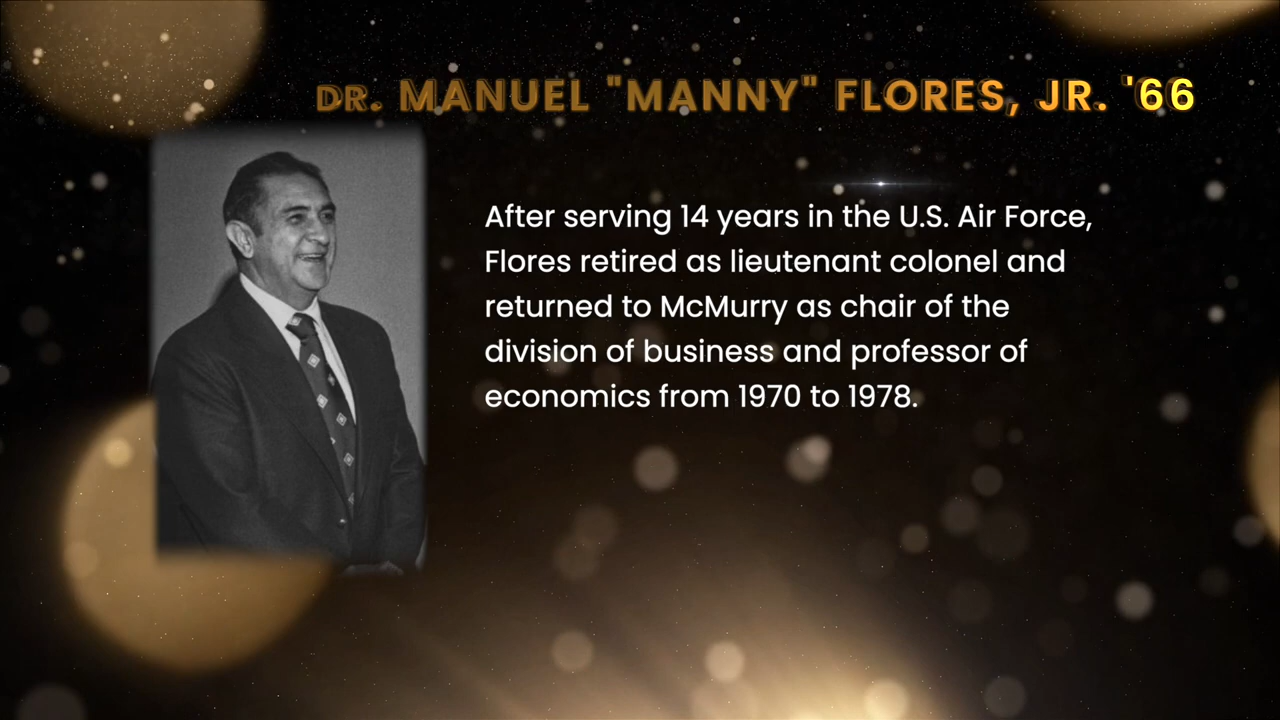 DR. MANUEL "MANNY" FLORES, JR. '66
After serving 14 years in the U.S. Air Force,
Flores retired as lieutenant colonel and
returned to McMurry as chair of the
division of business and professor of
economics from 1970 to 1978.